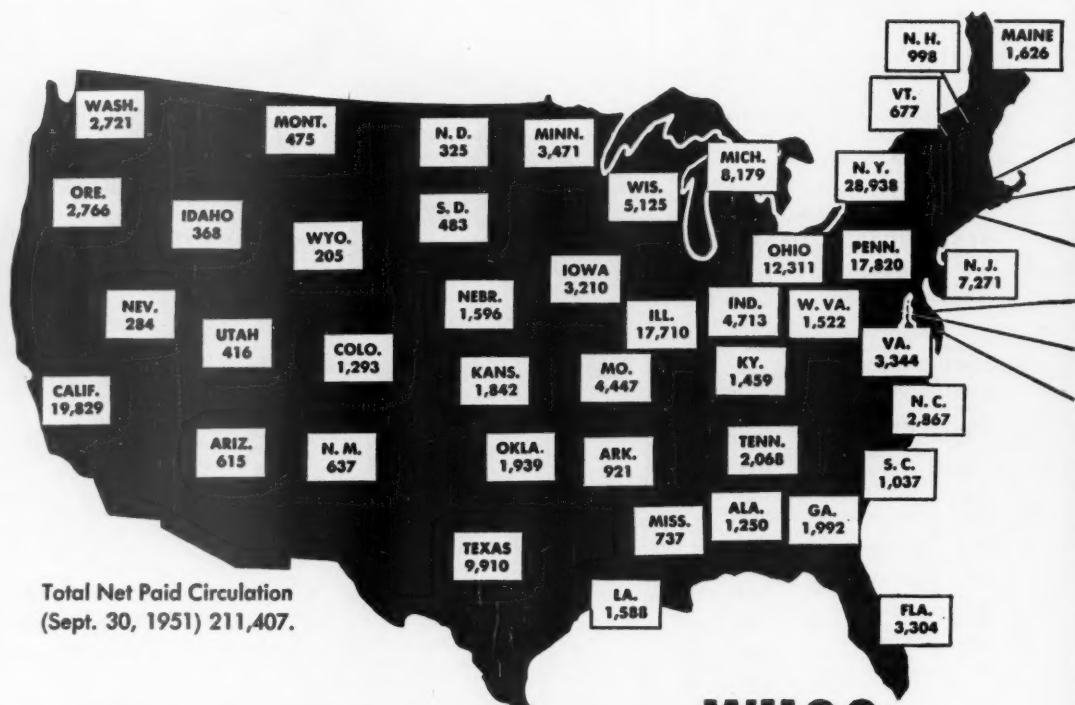 N. H.
998
MAINE
1,626
VT.
677
WASH.
2,721
MONT.
475
N. D.
325
MINN.
3,471
MICH.
8,179
N. Y.
28,938
ORE.
2,766
IDAHO
368
WYO.
205
S. D.
483
WIS.
5,125
IOWA
3,210
OHIO
12,311
PENN.
17,820
N. J.
7,271
NEV.
284
UTAH
416
COLO.
1,293
NEBR.
1,596
ILL.
17,710
IND.
4,713
W. VA.
1,522
VA.
3,344
CALIF.
19,829
KANS.
1,842
MO.
4,447
KY.
1,459
N. C.
2,867
ARIZ.
615
N. M.
637
OKLA.
1,939
ARK.
921
TENN.
2,068
S. C.
1,037
TEXAS
9,910
MISS.
737
ALA.
1,250
GA.
1,992
LA.
1,588
FLA.
3,304
Total Net Paid Circulation
(Sept. 30, 1951) 211,407.